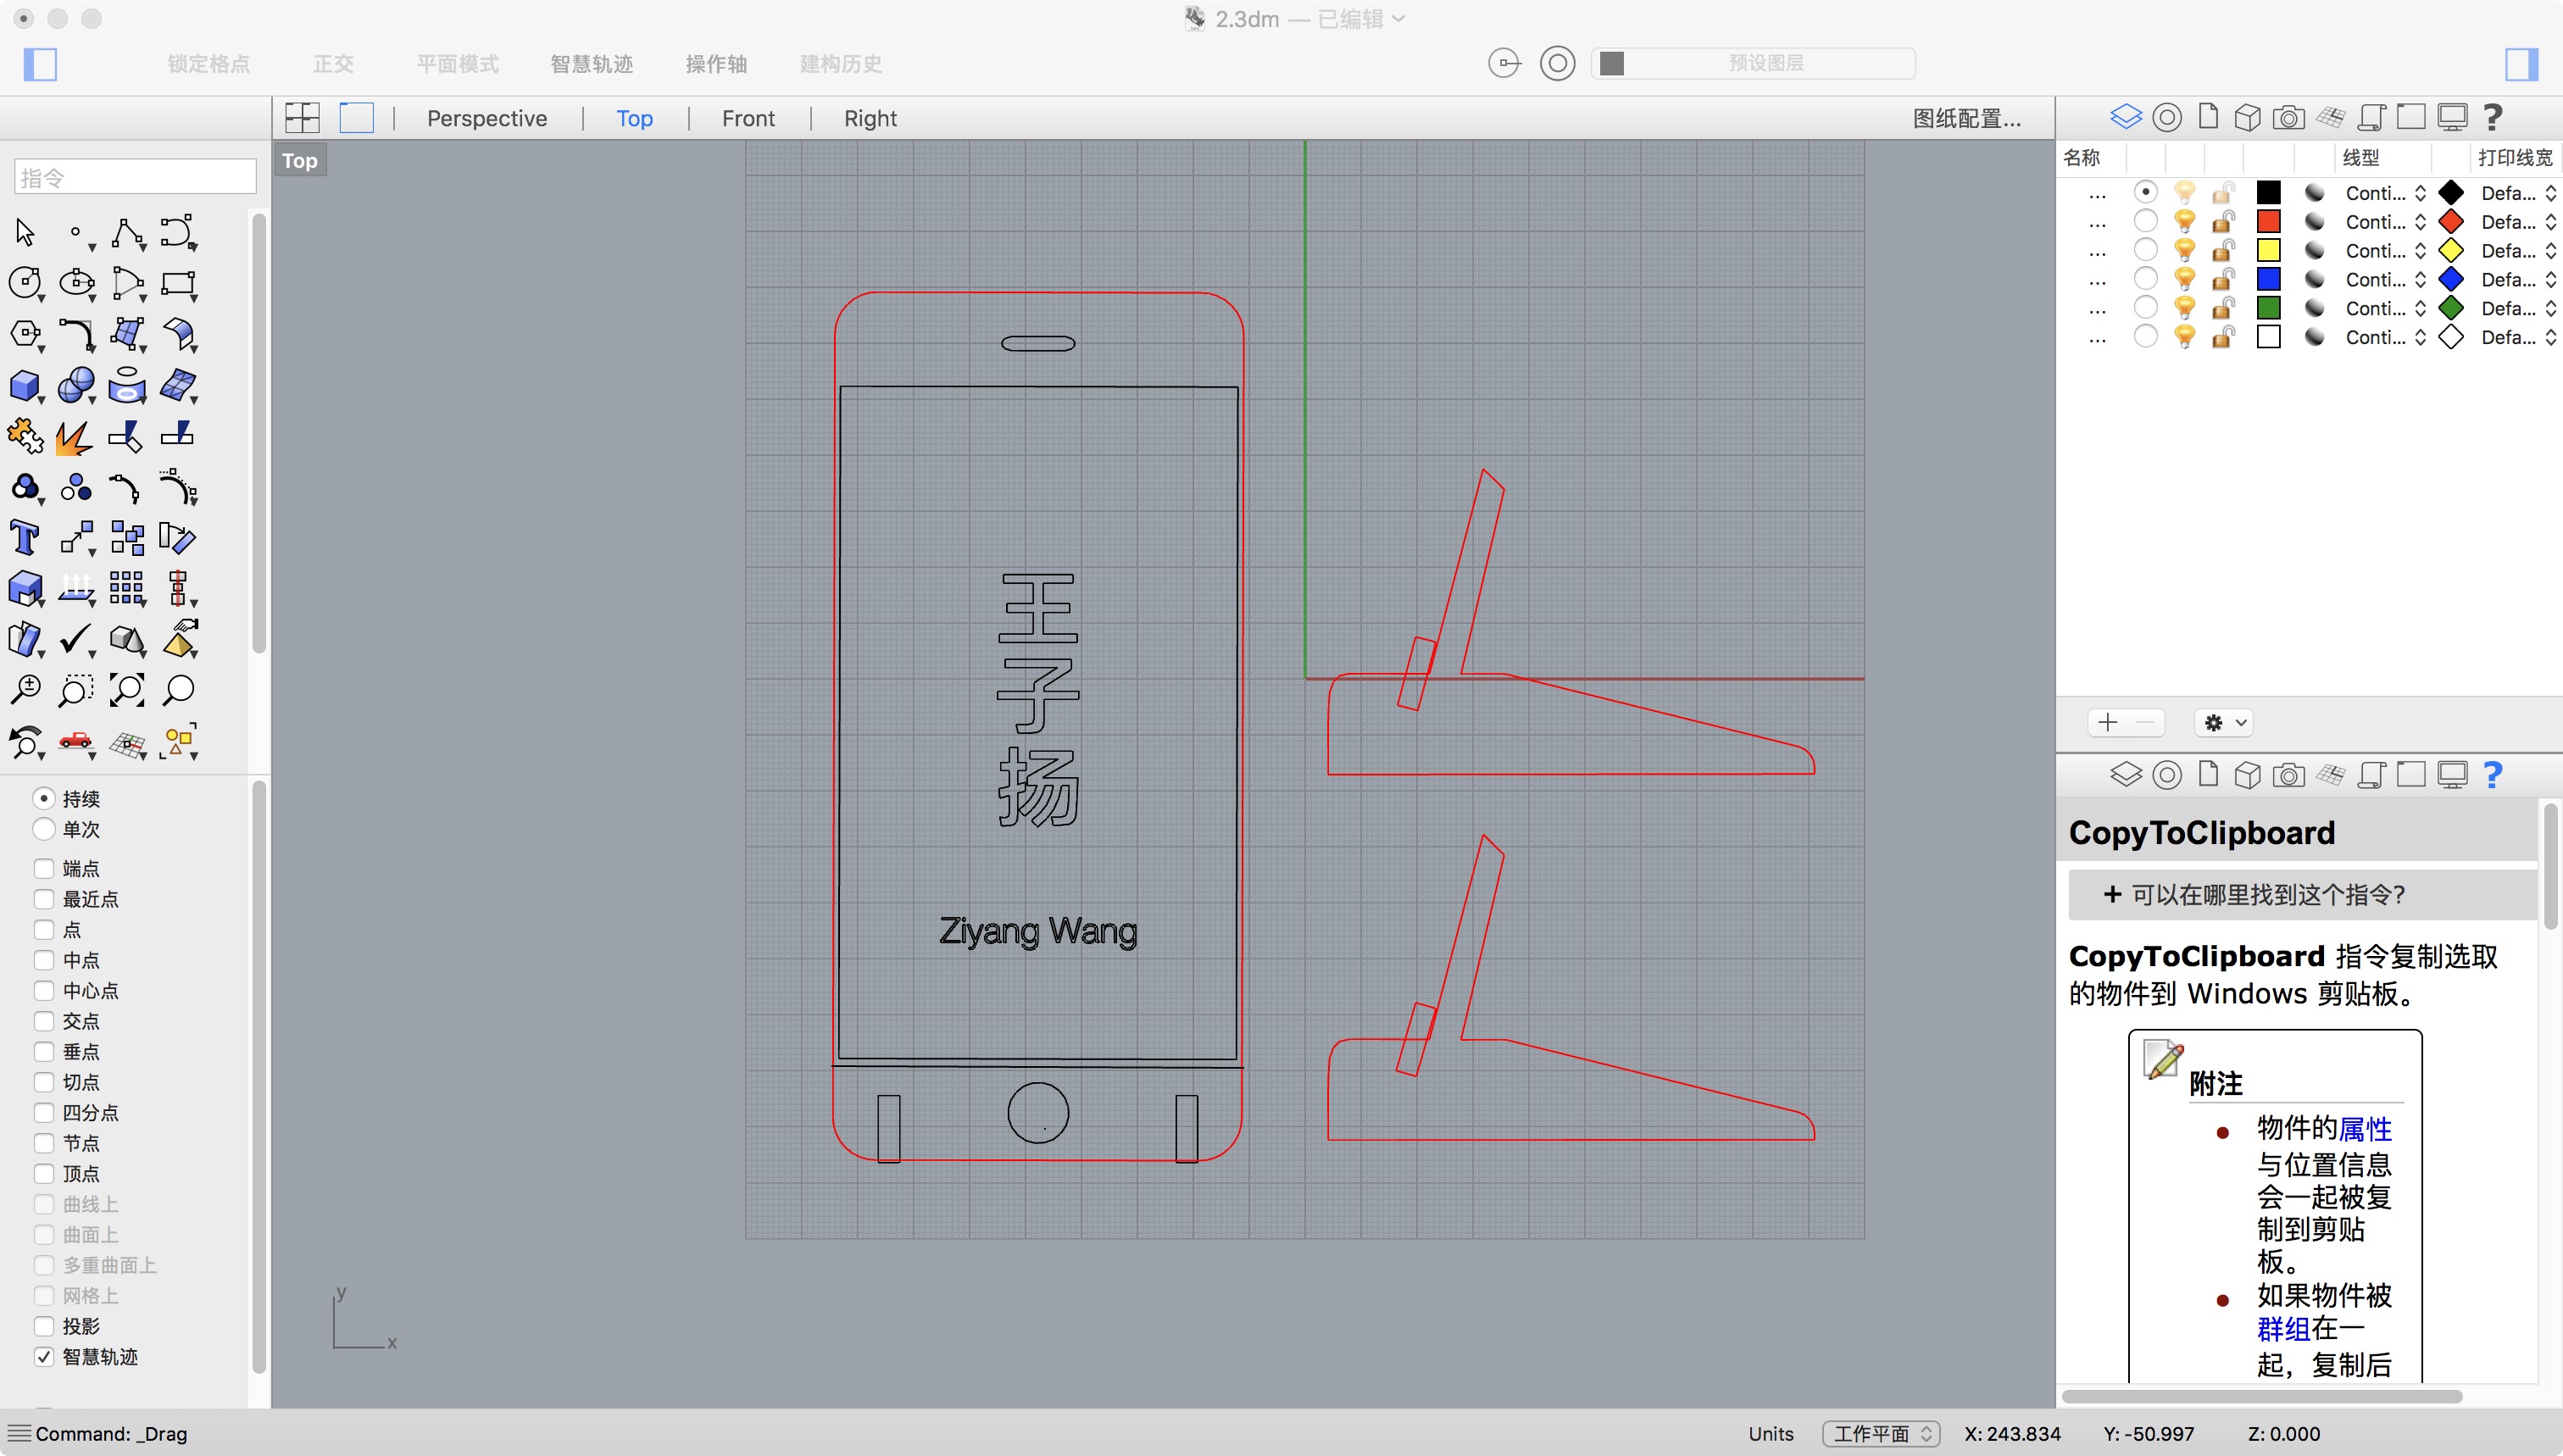 2.3dm — 已编辑
锁定格点 正交 平面模式 智慧轨迹 操作轴 建构历史 预设图层
Perspective Top Front Right 图纸配置...
Top
指令
名称 线型 打印线宽
... Conti... Defa...
... Conti... Defa...
... Conti... Defa...
... Conti... Defa...
... Conti... Defa...
... Conti... Defa...
王
子
扬
Ziyang Wang
y
x
持续
单次
端点
最近点
点
中点
中心点
交点
垂点
切点
四分点
节点
顶点
曲线上
曲面上
多重曲面上
网格上
投影
智慧轨迹
CopyToClipboard
+ 可以在哪里找到这个指令?
CopyToClipboard 指令复制选取
的物件到 Windows 剪贴板。
附注
物件的属性
与位置信息
会一起被复
制到剪贴
板。
如果物件被
群组在一
起，复制后
Command: _Drag
Units 工作平面 X: 243.834 Y: -50.997 Z: 0.000